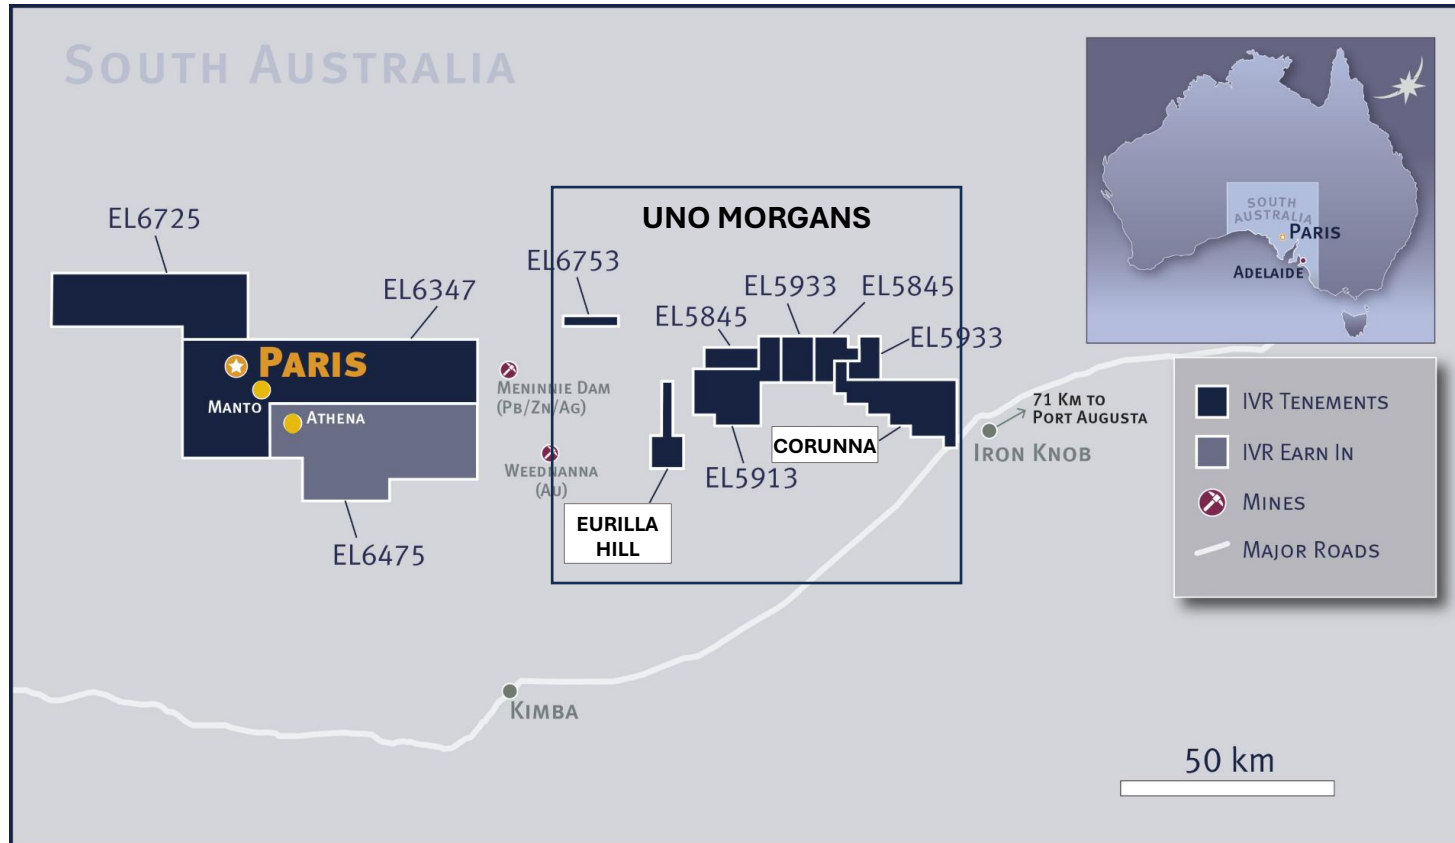 South Australia
SOUTH
AUSTRALIA
PARIS
ADELAIDE
UNO MORGANS
EL6725
EL6753
EL6347
EL5933
EL5845
EL5845
EL5933
PARIS
MANTO
ATHENA
MENINNIE DAM
(PB/ZN/AG)
WEEDNANNA
(AU)
EL6475
EURILLA
HILL
EL5913
CORUNNA
71 KM TO
PORT AUGUSTA
IRON KNOB
KIMBA
IVR TENEMENTS
IVR EARN IN
MINES
MAJOR ROADS
50 km